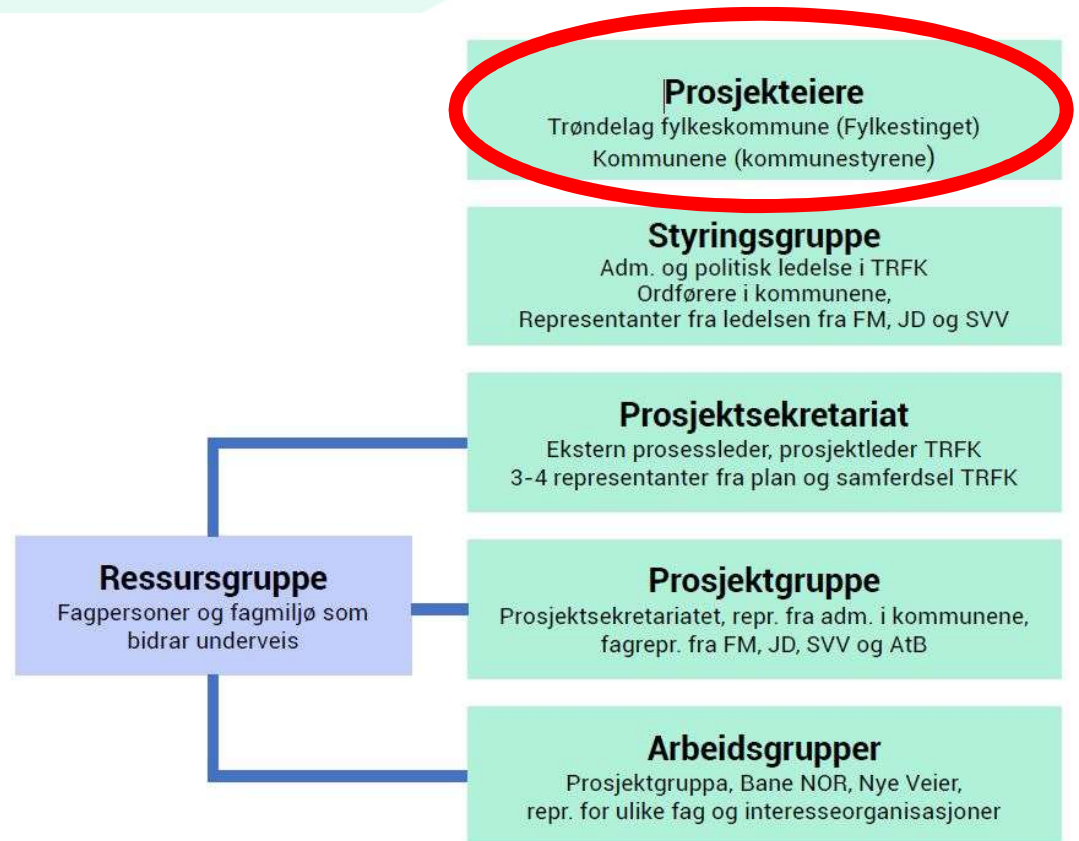 Prosjekteiere
Trøndelag fylkeskommune (Fylkestinget)
Kommunene (kommunestyrene)
Styringsgruppe
Adm. og politisk ledelse i TRFK
Ordførere i kommunene,
Representanter fra ledelsen fra FM, JD og SVV
Prosjektsekretariat
Ekstern prosessleder, prosjektleder TRFK
3-4 representanter fra plan og samferdsel TRFK
Ressursgruppe
Fagpersoner og fagmiljø som
bidrar underveis
Prosjektgruppe
Prosjektsekretariatet, repr. fra adm. i kommunene,
fagrepr. fra FM, JD, SVV og AtB
Arbeidsgrupper
Prosjektgruppa, Bane NOR, Nye Veier,
repr. for ulike fag og interesseorganisasjoner